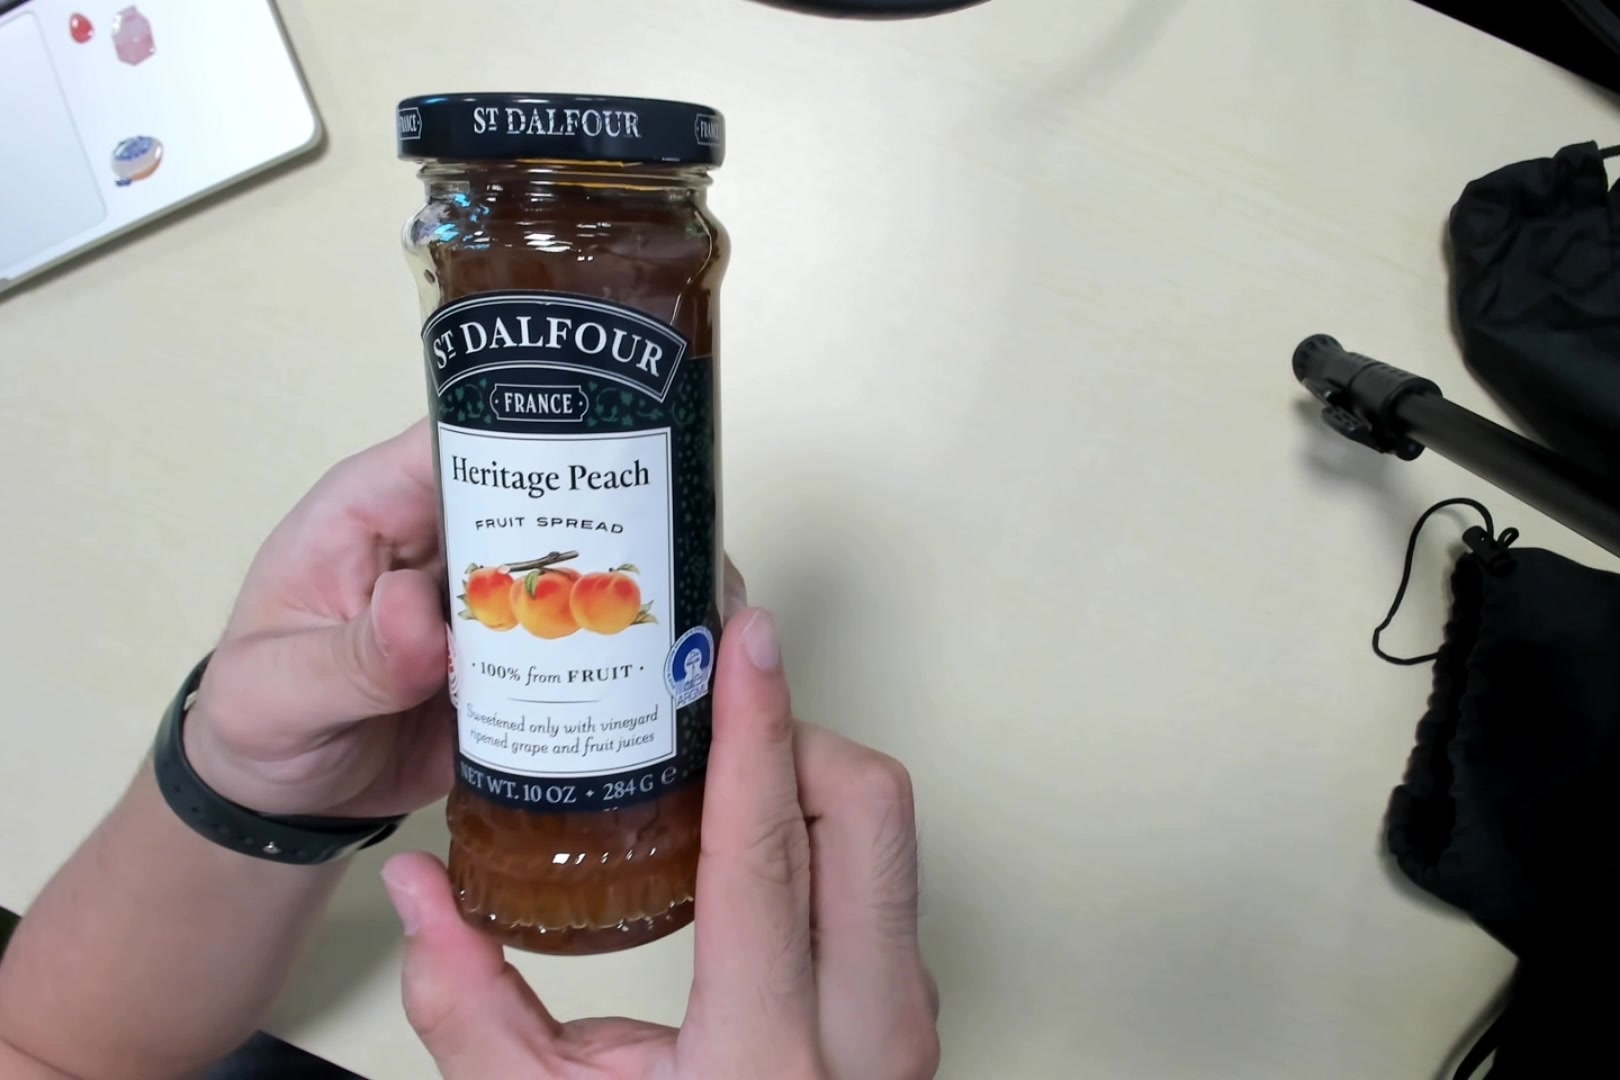 ST DALFOUR
FRANCE
ST DALFOUR
FRANCE
Heritage Peach
FRUIT SPREAD
· 100% from FRUIT ·
Sweetened only with vineyard
ripened grape and fruit juices
NET WT. 10 OZ • 284 G ℮